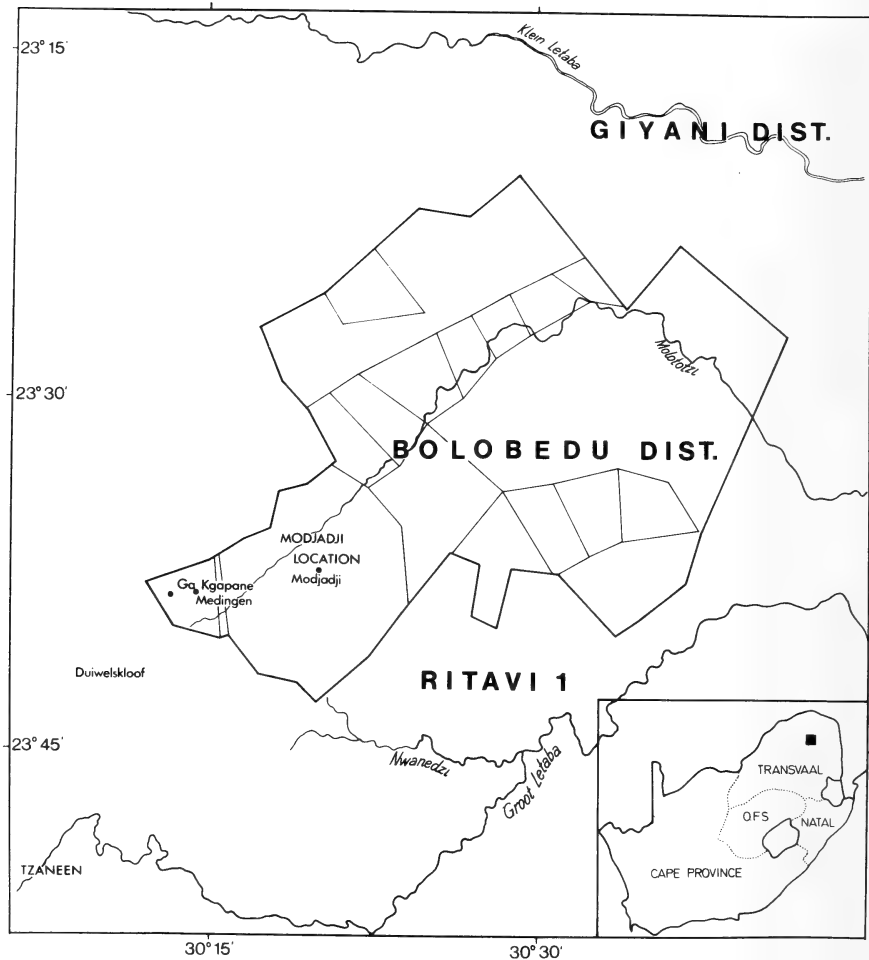 23° 15'
Klein Letaba
GIYANI DIST.
Molototzi
23° 30'
BOLOBEDU DIST.
MODJADJI
LOCATION
Modjadji
Ga Kgapane
Medingen
Duiwelskloof
RITAVI 1
23° 45'
Nwanedzi
Groot Letaba
TZANEEN
TRANSVAAL
O.F.S
NATAL
CAPE PROVINCE
30° 15'
30° 30'